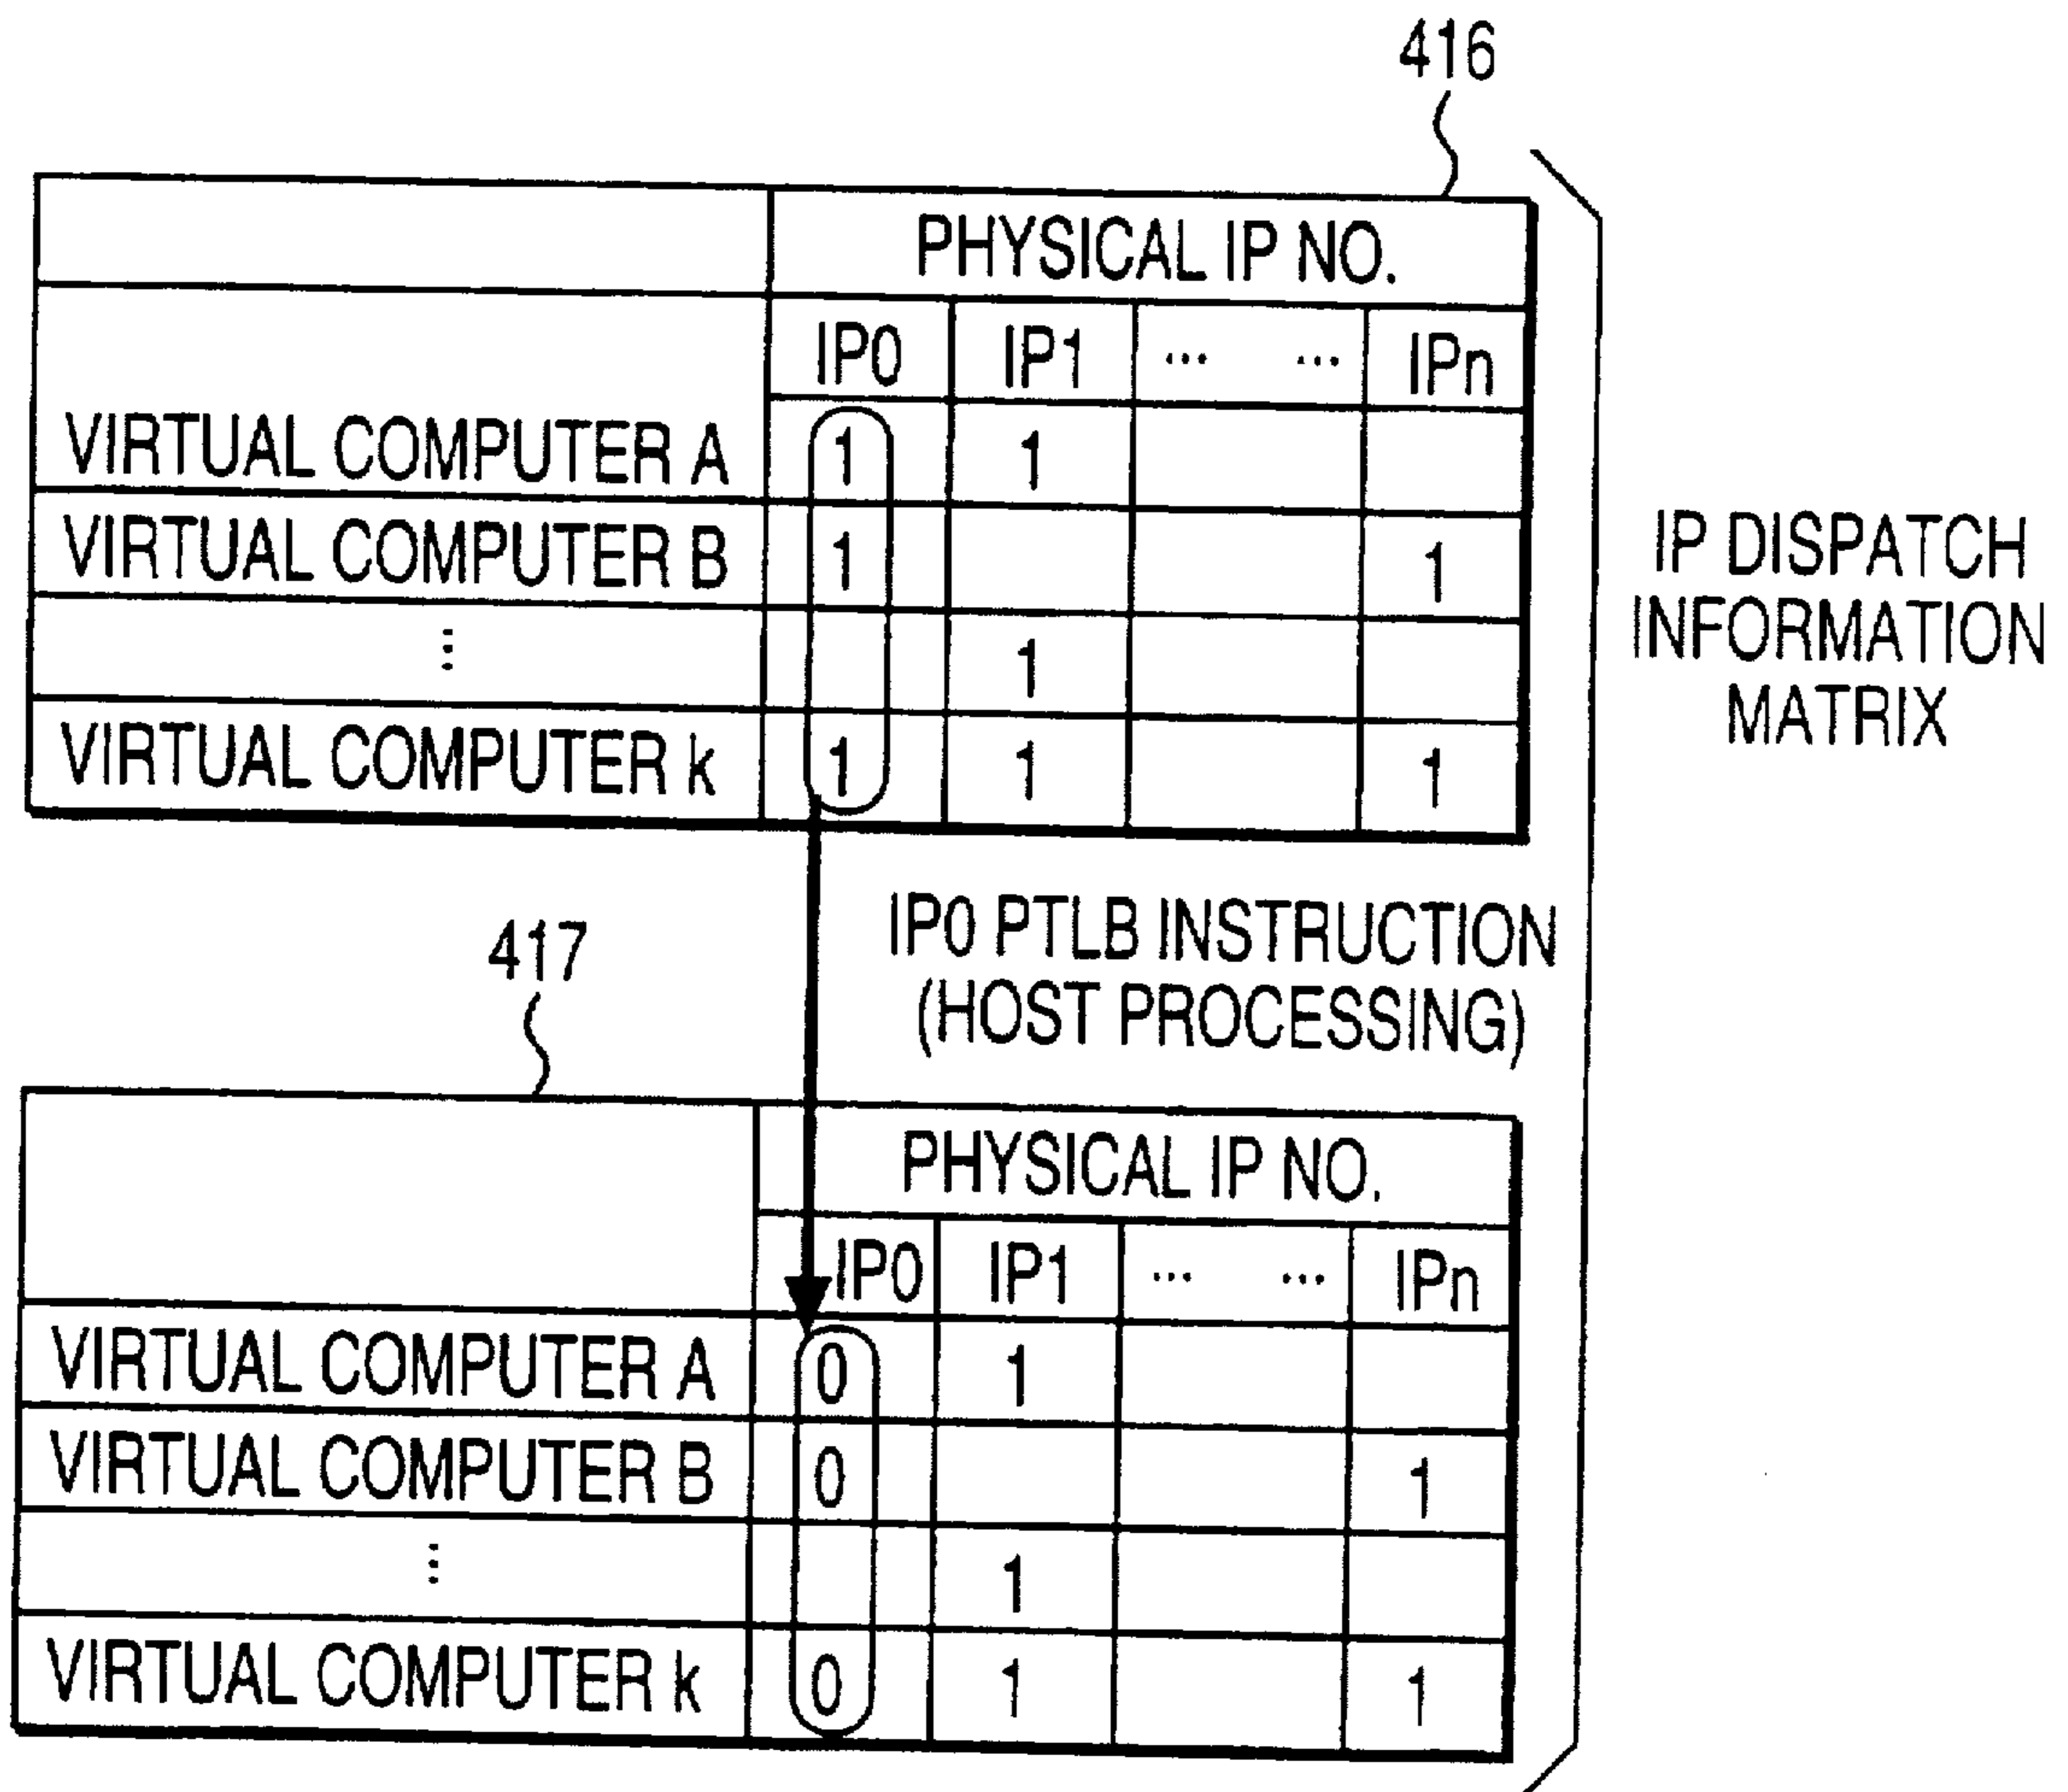 416
PHYSICAL IP NO.
IP0 IP1 ... ... IPn
VIRTUAL COMPUTER A 1 1
VIRTUAL COMPUTER B 1 1
⋮ 1
VIRTUAL COMPUTER k 1 1 1
IP DISPATCH
INFORMATION
MATRIX
IP0 PTLB INSTRUCTION
(HOST PROCESSING)
417
PHYSICAL IP NO.
IP0 IP1 ... ... IPn
VIRTUAL COMPUTER A 0 1
VIRTUAL COMPUTER B 0 1
⋮ 1
VIRTUAL COMPUTER k 0 1 1